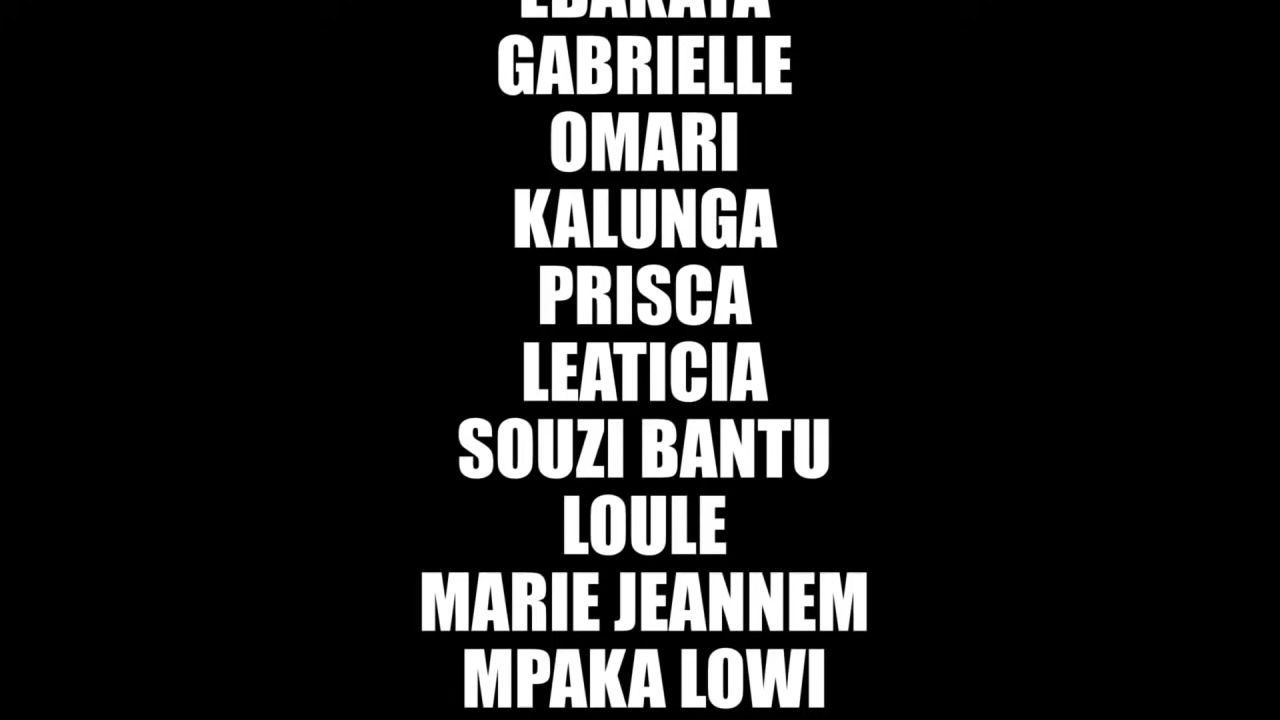 GABRIELLE
OMARI
KALUNGA
PRISCA
LEATICIA
SOUZI BANTU
LOULE
MARIE JEANNEM
MPAKA LOWI